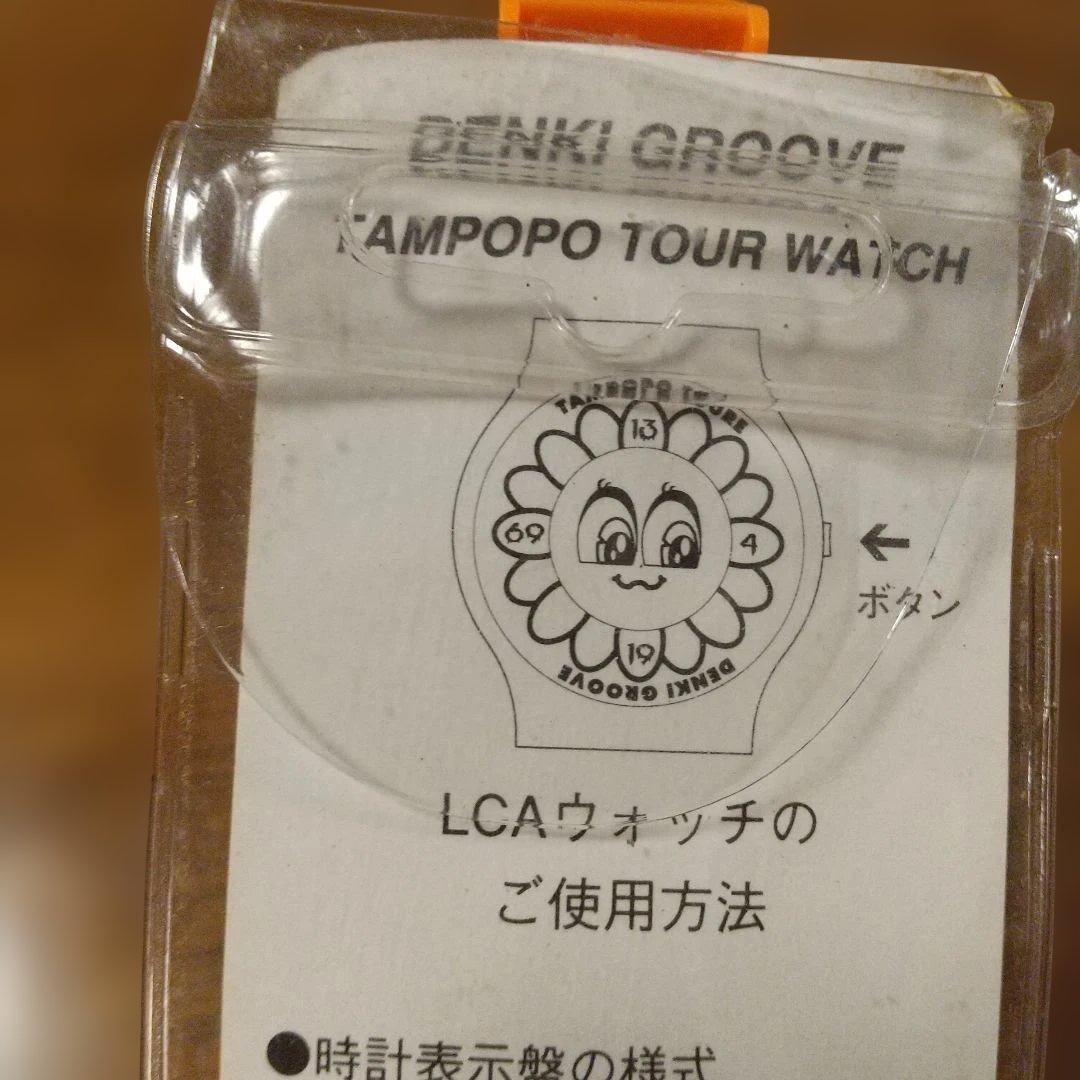 DENKI GROOVE
TAMPOPO TOUR WATCH
TAMPOPO
13
69
4
19
DENKI GROOVE
←
ボタン
LCAウォッチの
ご使用方法
●時計表示盤の様式